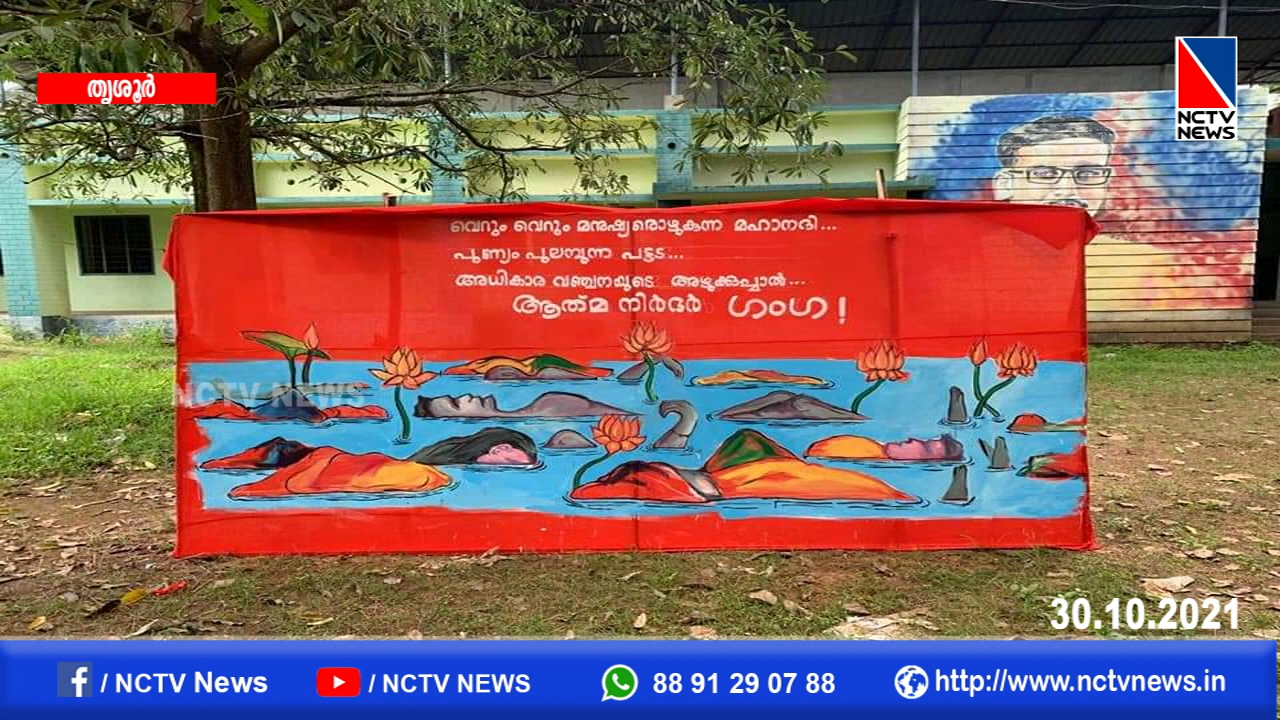 തൃശൂർ
NCTV
NEWS
വെറും വെറും മനുഷ്യരൊഴുകുന്ന മഹാനദി...
പുണ്യം പുലമ്പുന്ന പട്ടട...
അധികാര വഞ്ചനയുടെ അഴുക്കുചാൽ...
ആത്മ നിർഭർ ഗംഗ!
NCTV NEWS
30.10.2021
/ NCTV News
/ NCTV NEWS
88 91 29 07 88
http://www.nctvnews.in